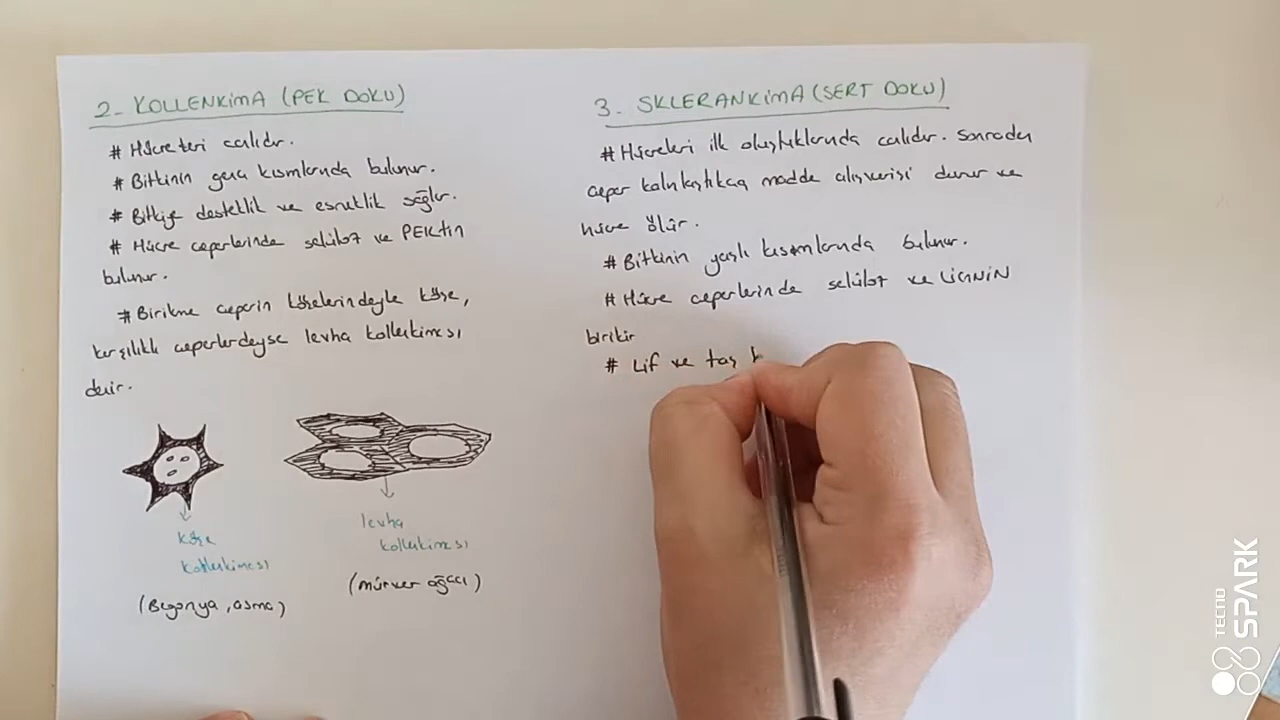 2- KOLLENKİMA (PEK DOKU)
# Hücreleri canlıdır.
# Bitkinin genç kısımlarında bulunur.
# Bitkiye desteklik ve esneklik sağlar.
# Hücre çeperlerinde selüloz ve PEKtin
bulunur.
# Birikme çeperin köşelerindeyle köşe,
karşılıklı çeperlerdeyse levha kollenkiması
denir.
köşe
kollenkiması
(Begonya, asma)
levha
kollenkiması
(mürver ağacı)
3- SKLERANKİMA (SERT DOKU)
# Hücreleri ilk oluştuklarında canlıdır. Sonradan
çeper kalınlaştıkça madde alışverişi durur ve
hücre ölür.
# Bitkinin yaşlı kısımlarında bulunur.
# Hücre çeperlerinde selüloz ve LİGNİN
birikir
# Lif ve taş
TECNO
SPARK